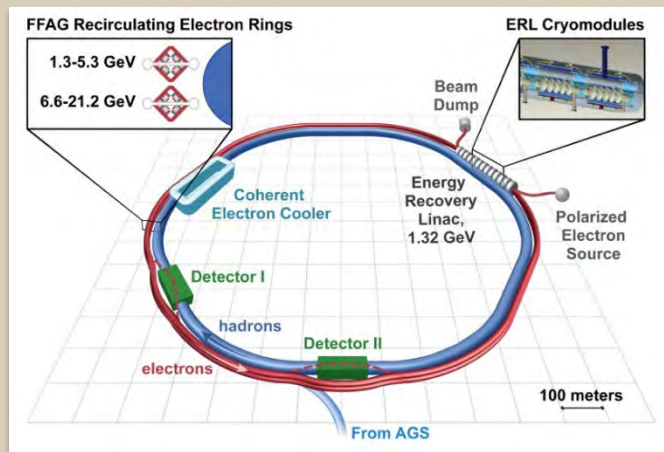 FFAG Recirculating Electron Rings
1.3-5.3 GeV
6.6-21.2 GeV
ERL Cryomodules
Beam
Dump
Energy
Recovery
Linac,
1.32 GeV
Polarized
Electron
Source
Coherent
Electron Cooler
Detector I
hadrons
Detector II
electrons
100 meters
From AGS